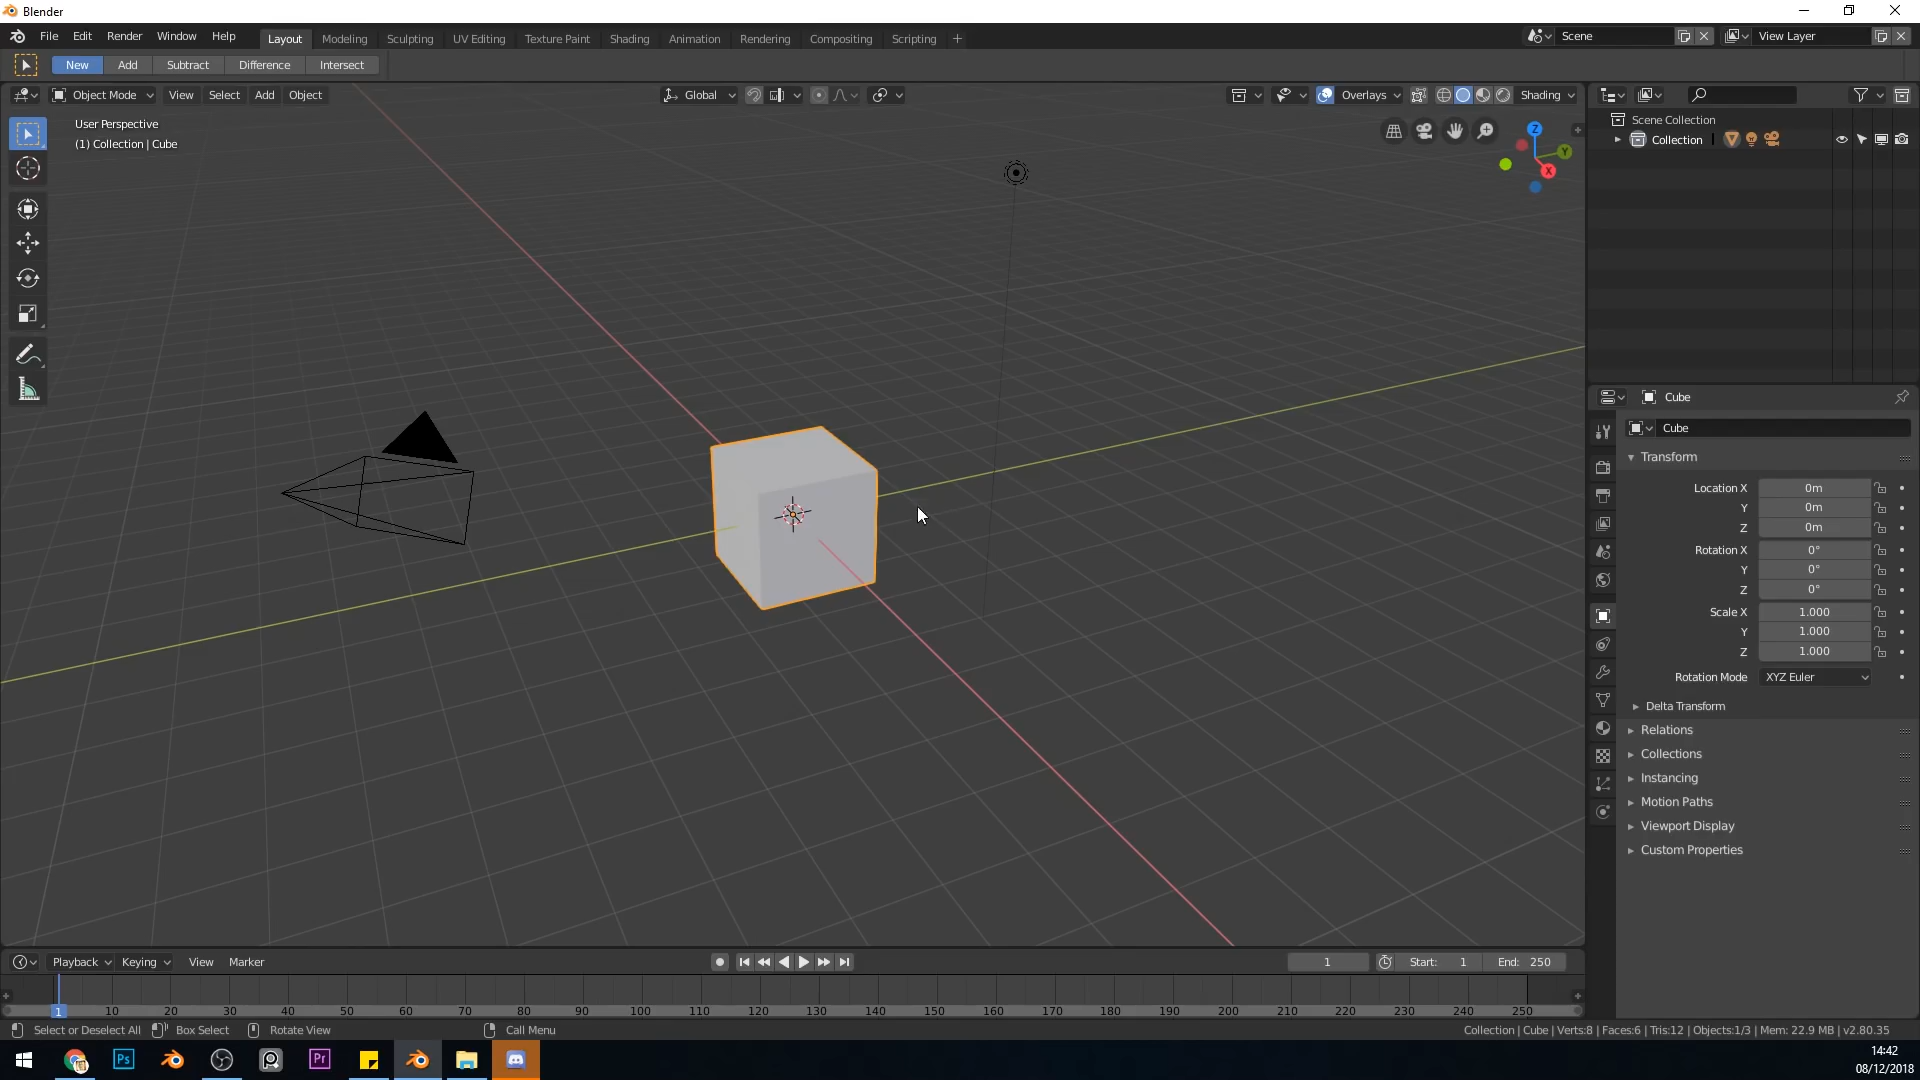 Blender
File Edit Render Window Help Layout Modeling Sculpting UV Editing Texture Paint Shading Animation Rendering Compositing Scripting + Scene View Layer
New Add Subtract Difference Intersect
Object Mode View Select Add Object Global Overlays Shading
User Perspective
(1) Collection | Cube
Z
Y
X
Scene Collection
Collection
Cube
Cube
Transform
Location X 0m
Y 0m
Z 0m
Rotation X 0°
Y 0°
Z 0°
Scale X 1.000
Y 1.000
Z 1.000
Rotation Mode XYZ Euler
Delta Transform
Relations
Collections
Instancing
Motion Paths
Viewport Display
Custom Properties
Playback Keying View Marker 1 Start: 1 End: 250
1 10 20 30 40 50 60 70 80 90 100 110 120 130 140 150 160 170 180 190 200 210 220 230 240 250
Select or Deselect All Box Select Rotate View Call Menu Collection | Cube | Verts:8 | Faces:6 | Tris:12 | Objects:1/3 | Mem: 22.9 MB | v2.80.35
Ps Pr
14:42
08/12/2018